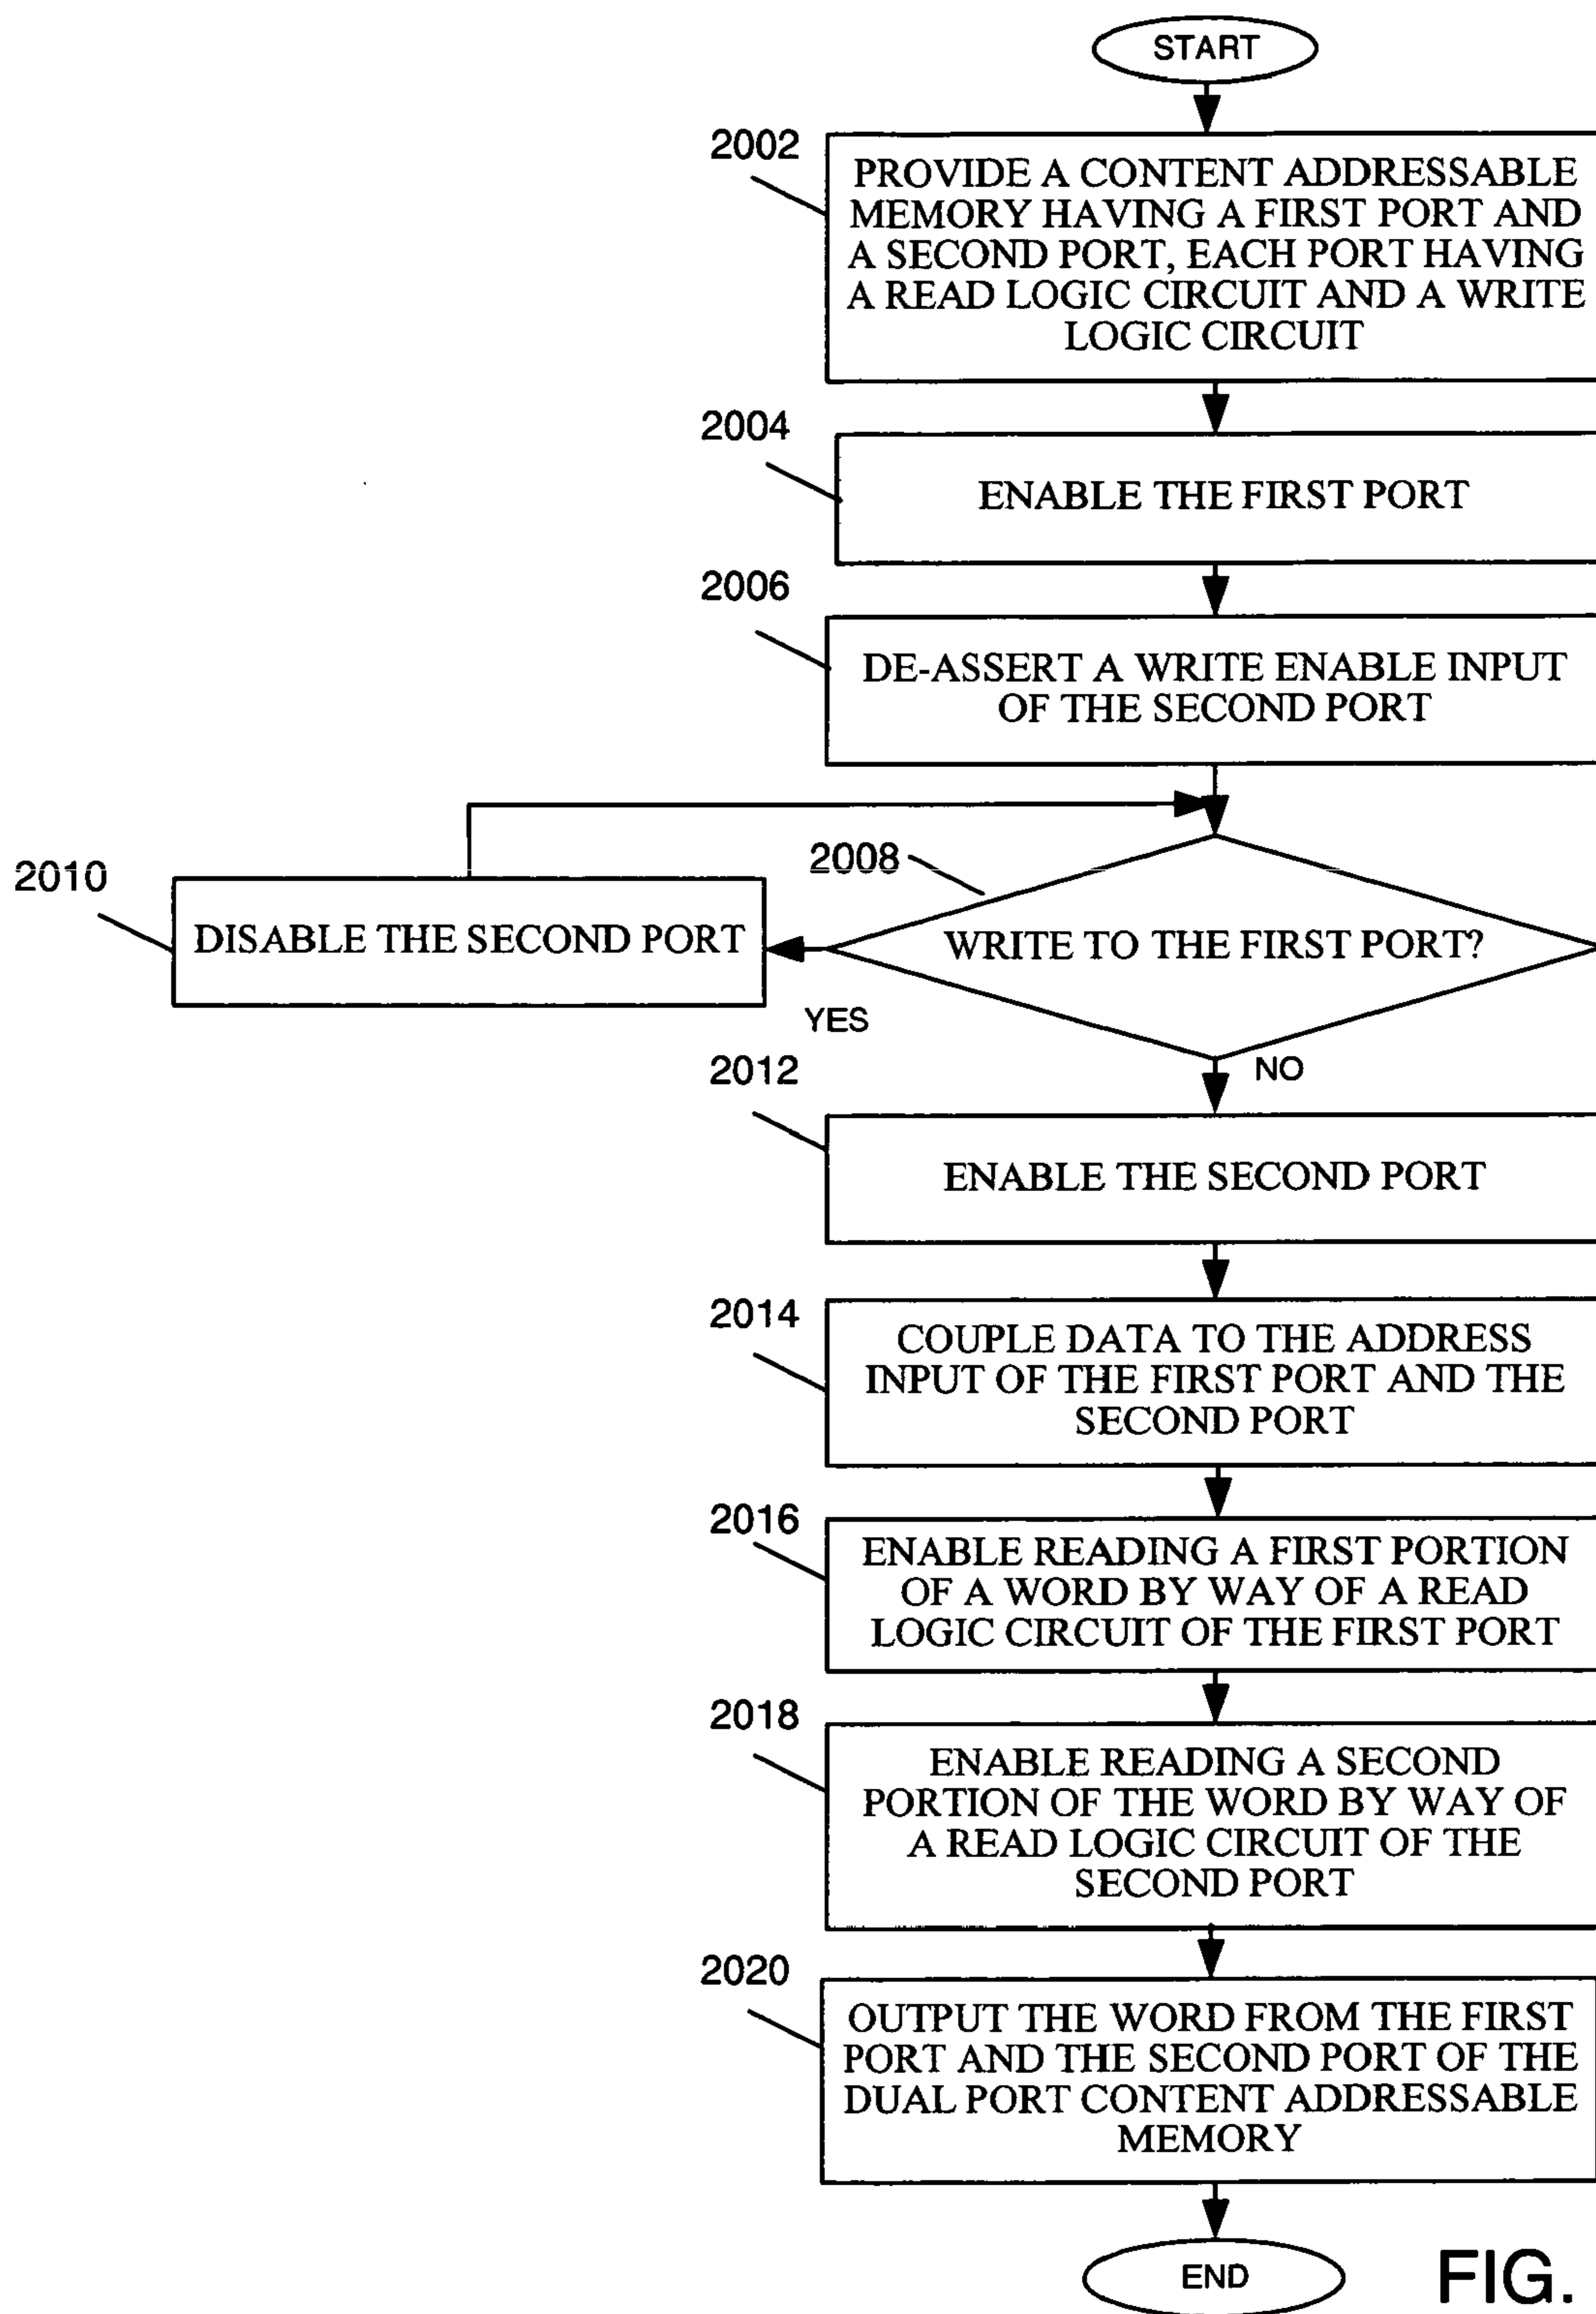 START
2002
PROVIDE A CONTENT ADDRESSABLE
MEMORY HAVING A FIRST PORT AND
A SECOND PORT, EACH PORT HAVING
A READ LOGIC CIRCUIT AND A WRITE
LOGIC CIRCUIT
2004
ENABLE THE FIRST PORT
2006
DE-ASSERT A WRITE ENABLE INPUT
OF THE SECOND PORT
2008
WRITE TO THE FIRST PORT?
2010
DISABLE THE SECOND PORT
YES
NO
2012
ENABLE THE SECOND PORT
2014
COUPLE DATA TO THE ADDRESS
INPUT OF THE FIRST PORT AND THE
SECOND PORT
2016
ENABLE READING A FIRST PORTION
OF A WORD BY WAY OF A READ
LOGIC CIRCUIT OF THE FIRST PORT
2018
ENABLE READING A SECOND
PORTION OF THE WORD BY WAY OF
A READ LOGIC CIRCUIT OF THE
SECOND PORT
2020
OUTPUT THE WORD FROM THE FIRST
PORT AND THE SECOND PORT OF THE
DUAL PORT CONTENT ADDRESSABLE
MEMORY
END
FIG.